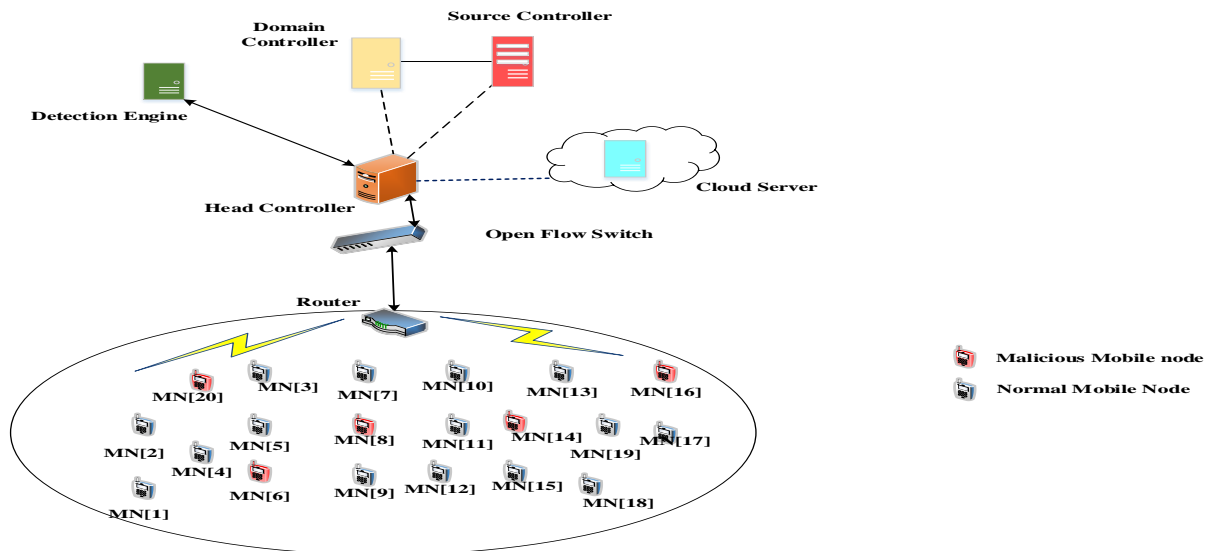 Source Controller
Domain
Controller
Detection Engine
Cloud Server
Head Controller
Open Flow Switch
Router
Malicious Mobile node
Normal Mobile Node
MN[20]
MN[3]
MN[7]
MN[10]
MN[13]
MN[16]
MN[2]
MN[5]
MN[8]
MN[11]
MN[14]
MN[19]
MN[17]
MN[4]
MN[1]
MN[6]
MN[9]
MN[12]
MN[15]
MN[18]